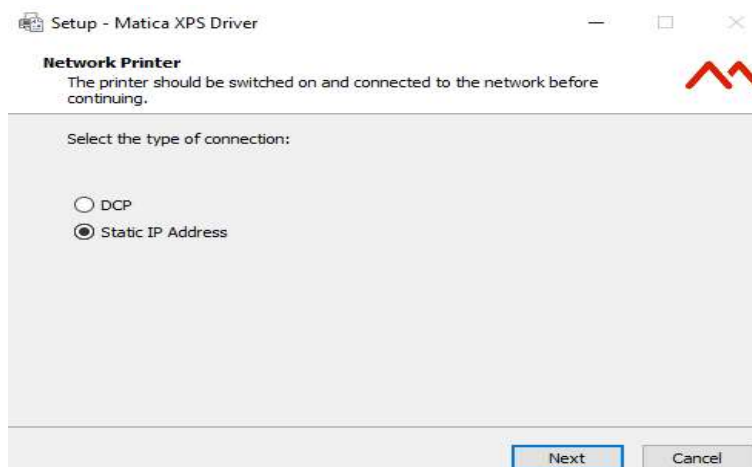 Setup - Matica XPS Driver
Network Printer
The printer should be switched on and connected to the network before
continuing.
Select the type of connection:
DCP
Static IP Address
Next
Cancel